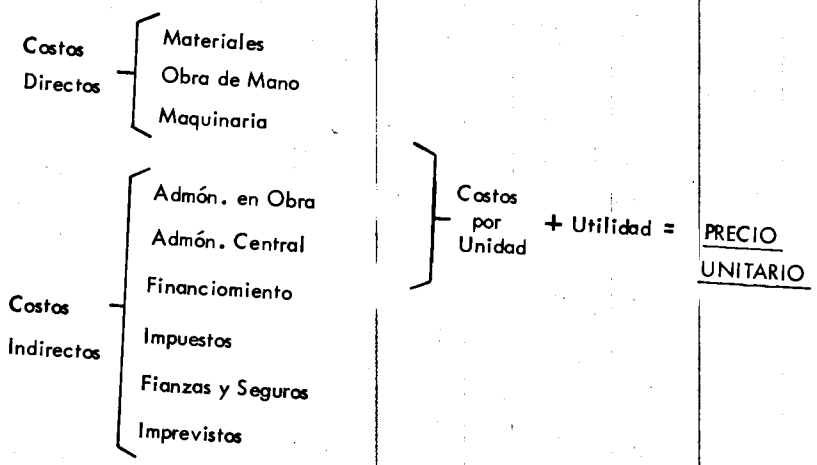 Costos
Directos
Materiales
Obra de Mano
Maquinaria
Costos
Indirectos
Admón. en Obra
Admón. Central
Financiomiento
Impuestos
Fianzas y Seguros
Imprevistos
Costos
por
Unidad
+ Utilidad =
PRECIO
UNITARIO